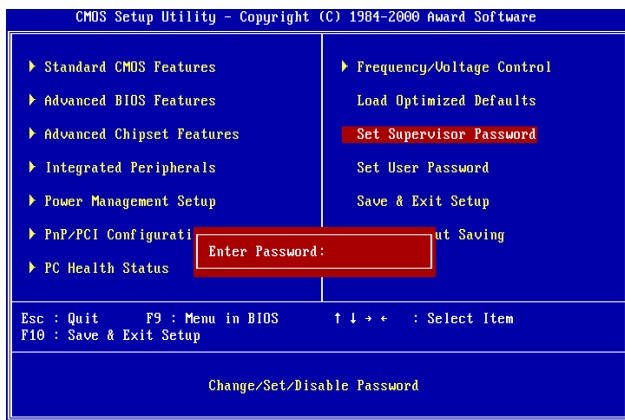 CMOS Setup Utility - Copyright (C) 1984-2000 Award Software
Standard CMOS Features
Advanced BIOS Features
Advanced Chipset Features
Integrated Peripherals
Power Management Setup
PnP/PCI Configurati
PC Health Status
Frequency/Voltage Control
Load Optimized Defaults
Set Supervisor Password
Set User Password
Save & Exit Setup
ut Saving
Enter Password:
Esc : Quit F9 : Menu in BIOS ↑ ↓ → ← : Select Item
F10 : Save & Exit Setup
Change/Set/Disable Password